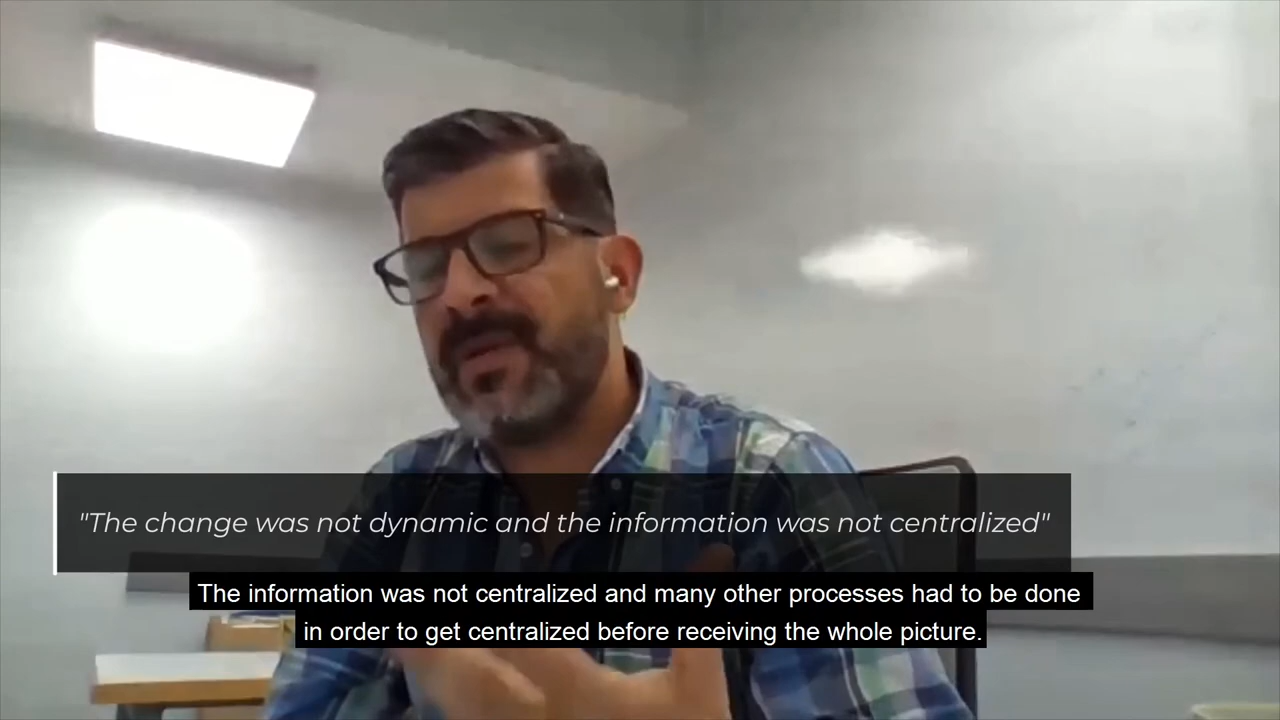 "The change was not dynamic and the information was not centralized"
The information was not centralized and many other processes had to be done
in order to get centralized before receiving the whole picture.